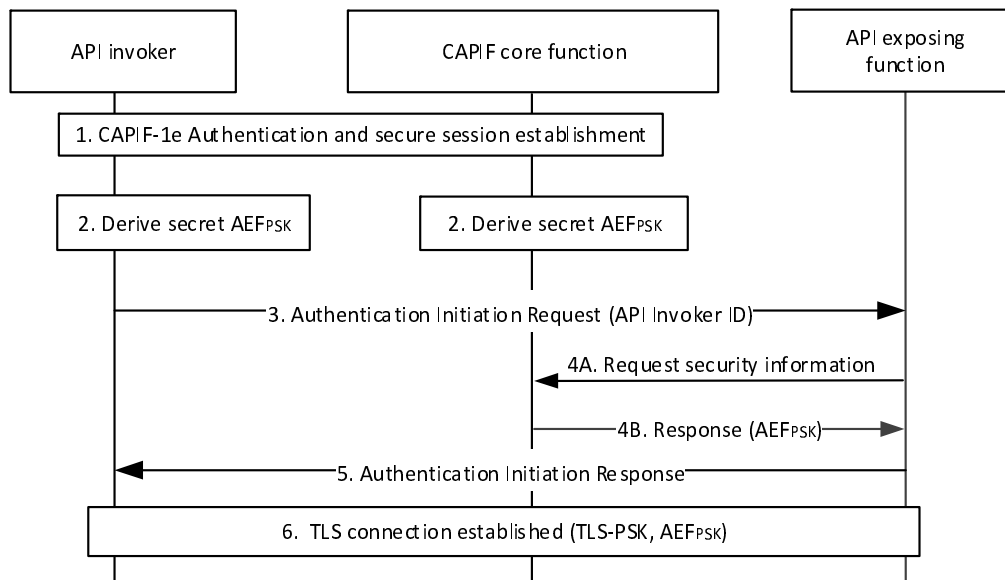 API invoker
CAPIF core function
API exposing
function
1. CAPIF-1e Authentication and secure session establishment
2. Derive secret AEFPSK
2. Derive secret AEFPSK
3. Authentication Initiation Request (API Invoker ID)
4A. Request security information
4B. Response (AEFPSK)
5. Authentication Initiation Response
6. TLS connection established (TLS-PSK, AEFPSK)